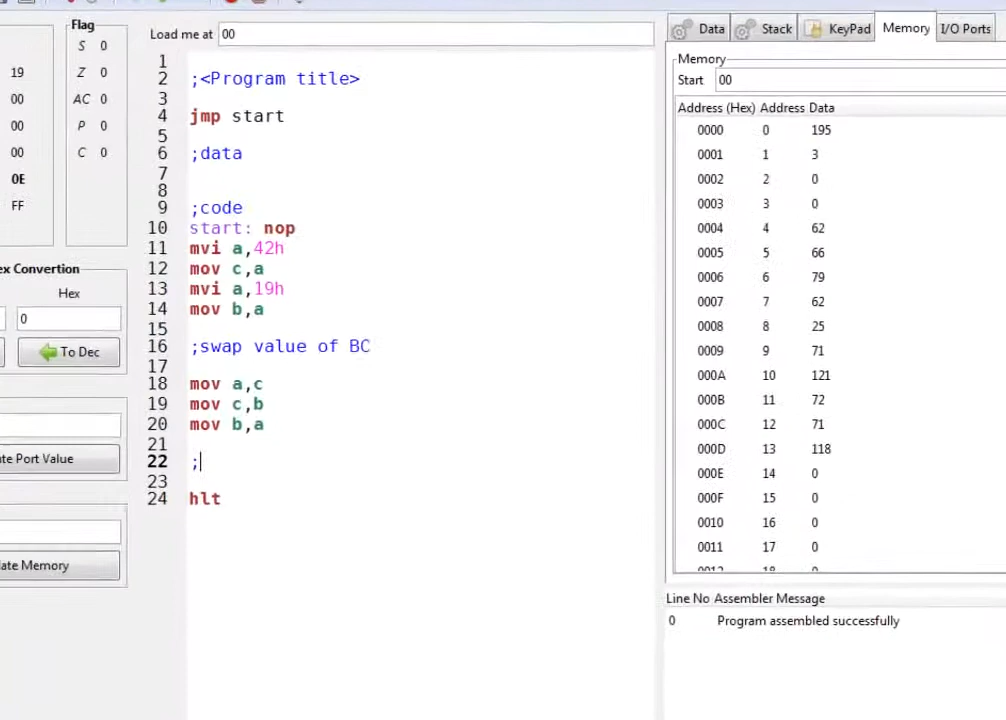 Flag
S 0
19
Z 0
00
AC 0
00
P 0
00
C 0
0E
FF
ex Convertion
Hex
0
To Dec
te Port Value
ate Memory
Load me at 00
1
2 ;<Program title>
3
4 jmp start
5
6 ;data
7
8
9 ;code
10 start: nop
11 mvi a,42h
12 mov c,a
13 mvi a,19h
14 mov b,a
15
16 ;swap value of BC
17
18 mov a,c
19 mov c,b
20 mov b,a
21
22 ;
23
24 hlt
Data Stack KeyPad Memory I/O Ports
Memory
Start 00
Address (Hex) Address Data
0000 0 195
0001 1 3
0002 2 0
0003 3 0
0004 4 62
0005 5 66
0006 6 79
0007 7 62
0008 8 25
0009 9 71
000A 10 121
000B 11 72
000C 12 71
000D 13 118
000E 14 0
000F 15 0
0010 16 0
0011 17 0
0012 18 0
Line No Assembler Message
0 Program assembled successfully